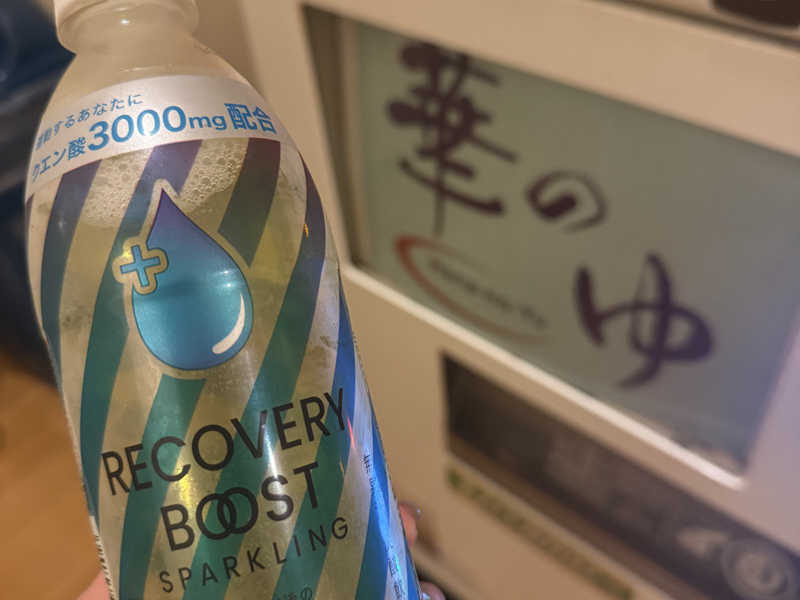 動するあなたに
クエン酸3000mg配合
RECOVERY
BOOST
SPARKLING
華の
ゆ